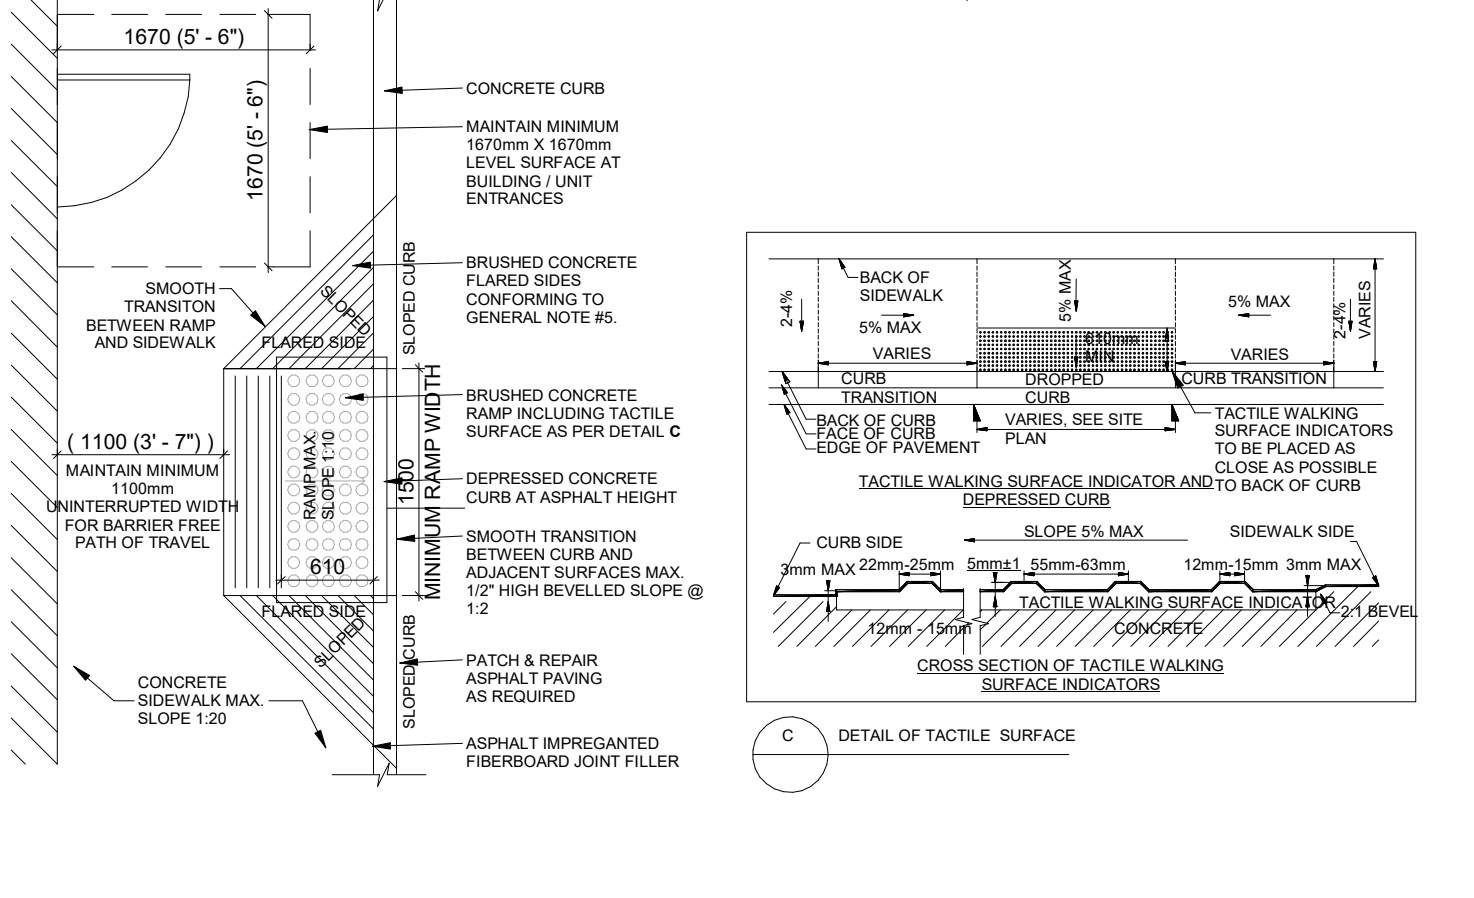 1670 (5' - 6")
1670 (5' - 6")
CONCRETE CURB
MAINTAIN MINIMUM
1670mm X 1670mm
LEVEL SURFACE AT
BUILDING / UNIT
ENTRANCES
SMOOTH
TRANSITON
BETWEEN RAMP
AND SIDEWALK
SLOPED
FLARED SIDE
SLOPED CURB
BRUSHED CONCRETE
FLARED SIDES
CONFORMING TO
GENERAL NOTE #5.
BRUSHED CONCRETE
RAMP INCLUDING TACTILE
SURFACE AS PER DETAIL C
( 1100 (3' - 7") )
MAINTAIN MINIMUM
1100mm
UNINTERRUPTED WIDTH
FOR BARRIER FREE
PATH OF TRAVEL
RAMP MAX.
SLOPE 1:10
610
1500
MINIMUM RAMP WIDTH
DEPRESSED CONCRETE
CURB AT ASPHALT HEIGHT
SMOOTH TRANSITION
BETWEEN CURB AND
ADJACENT SURFACES MAX.
1/2" HIGH BEVELLED SLOPE @
1:2
FLARED SIDE
SLOPED
SLOPED CURB
PATCH & REPAIR
ASPHALT PAVING
AS REQUIRED
CONCRETE
SIDEWALK MAX.
SLOPE 1:20
ASPHALT IMPREGANTED
FIBERBOARD JOINT FILLER
2-4%
BACK OF
SIDEWALK
5% MAX
5% MAX
5% MAX
2-4%
VARIES
610mm
MIN
VARIES
VARIES
CURB
TRANSITION
DROPPED
CURB
CURB TRANSITION
BACK OF CURB
FACE OF CURB
EDGE OF PAVEMENT
VARIES, SEE SITE
PLAN
TACTILE WALKING
SURFACE INDICATORS
TO BE PLACED AS
CLOSE AS POSSIBLE
TO BACK OF CURB
TACTILE WALKING SURFACE INDICATOR AND
DEPRESSED CURB
CURB SIDE
SLOPE 5% MAX
SIDEWALK SIDE
3mm MAX
22mm-25mm
5mm±1
55mm-63mm
12mm-15mm
3mm MAX
TACTILE WALKING SURFACE INDICATOR
2:1 BEVEL
12mm - 15mm
CONCRETE
CROSS SECTION OF TACTILE WALKING
SURFACE INDICATORS
C
DETAIL OF TACTILE SURFACE